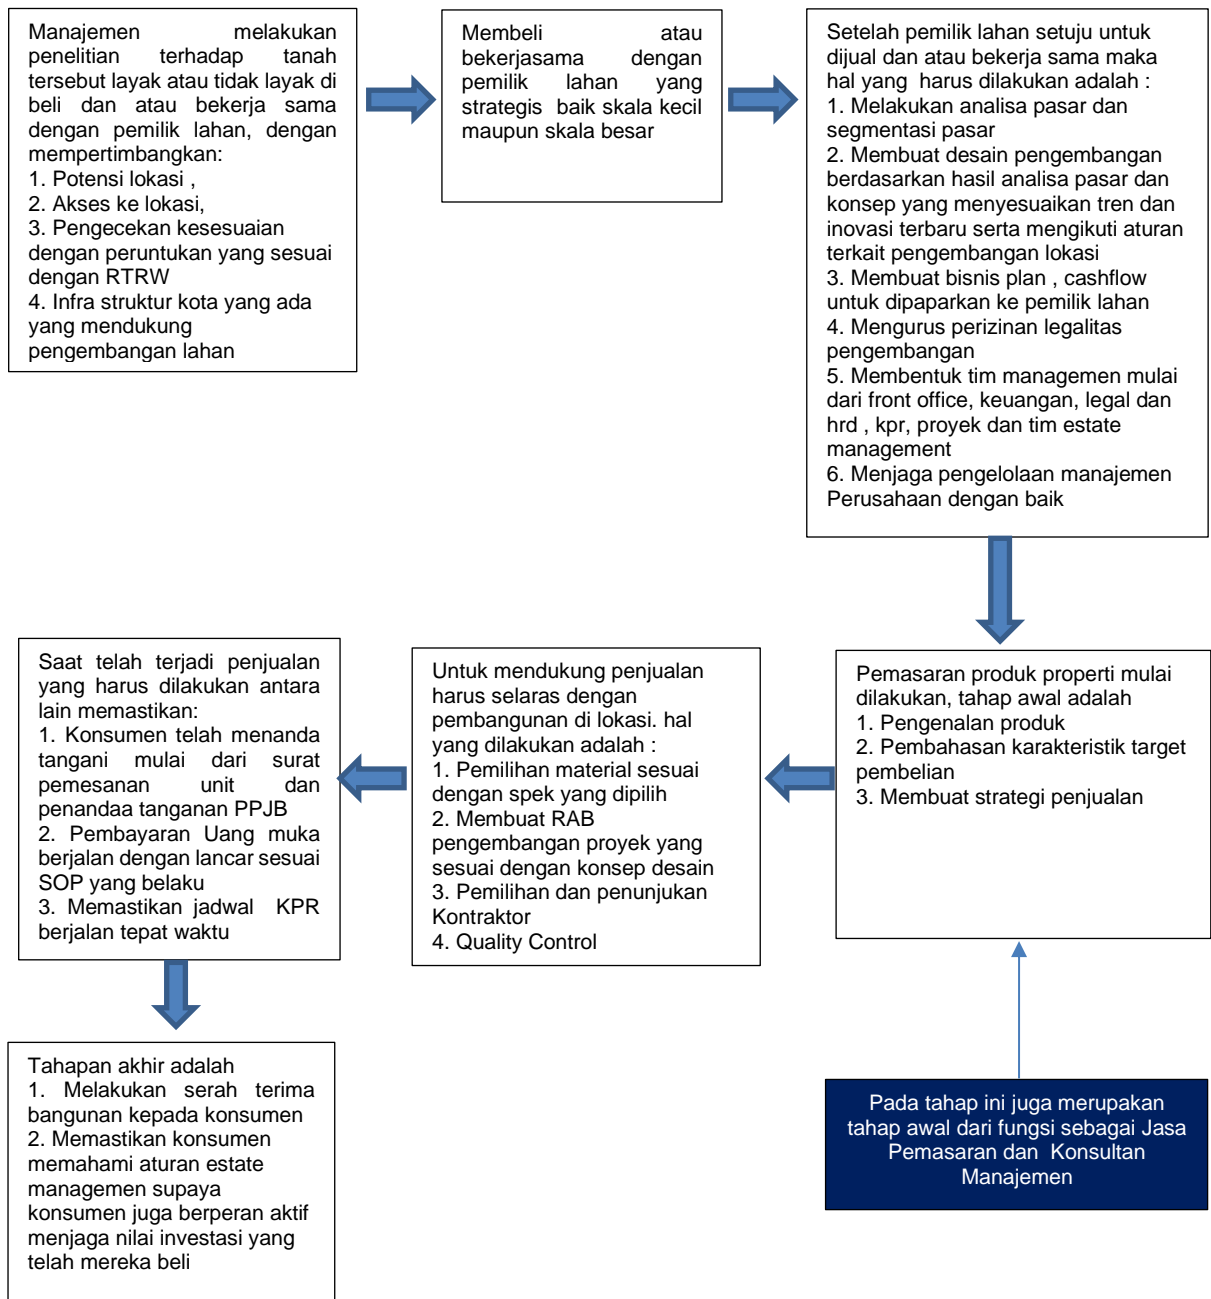 Manajemen melakukan
penelitian terhadap tanah
tersebut layak atau tidak layak di
beli dan atau bekerja sama
dengan pemilik lahan, dengan
mempertimbangkan:
1. Potensi lokasi ,
2. Akses ke lokasi,
3. Pengecekan kesesuaian
dengan peruntukan yang sesuai
dengan RTRW
4. Infra struktur kota yang ada
yang mendukung
pengembangan lahan
Membeli atau
bekerjasama dengan
pemilik lahan yang
strategis baik skala kecil
maupun skala besar
Setelah pemilik lahan setuju untuk
dijual dan atau bekerja sama maka
hal yang harus dilakukan adalah :
1. Melakukan analisa pasar dan
segmentasi pasar
2. Membuat desain pengembangan
berdasarkan hasil analisa pasar dan
konsep yang menyesuaikan tren dan
inovasi terbaru serta mengikuti aturan
terkait pengembangan lokasi
3. Membuat bisnis plan , cashflow
untuk dipaparkan ke pemilik lahan
4. Mengurus perizinan legalitas
pengembangan
5. Membentuk tim managemen mulai
dari front office, keuangan, legal dan
hrd , kpr, proyek dan tim estate
management
6. Menjaga pengelolaan manajemen
Perusahaan dengan baik
Pemasaran produk properti mulai
dilakukan, tahap awal adalah
1. Pengenalan produk
2. Pembahasan karakteristik target
pembelian
3. Membuat strategi penjualan
Untuk mendukung penjualan
harus selaras dengan
pembangunan di lokasi. hal
yang dilakukan adalah :
1. Pemilihan material sesuai
dengan spek yang dipilih
2. Membuat RAB
pengembangan proyek yang
sesuai dengan konsep desain
3. Pemilihan dan penunjukan
Kontraktor
4. Quality Control
Saat telah terjadi penjualan
yang harus dilakukan antara
lain memastikan:
1. Konsumen telah menanda
tangani mulai dari surat
pemesanan unit dan
penandaa tanganan PPJB
2. Pembayaran Uang muka
berjalan dengan lancar sesuai
SOP yang belaku
3. Memastikan jadwal KPR
berjalan tepat waktu
Tahapan akhir adalah
1. Melakukan serah terima
bangunan kepada konsumen
2. Memastikan konsumen
memahami aturan estate
managemen supaya
konsumen juga berperan aktif
menjaga nilai investasi yang
telah mereka beli
Pada tahap ini juga merupakan
tahap awal dari fungsi sebagai Jasa
Pemasaran dan Konsultan
Manajemen